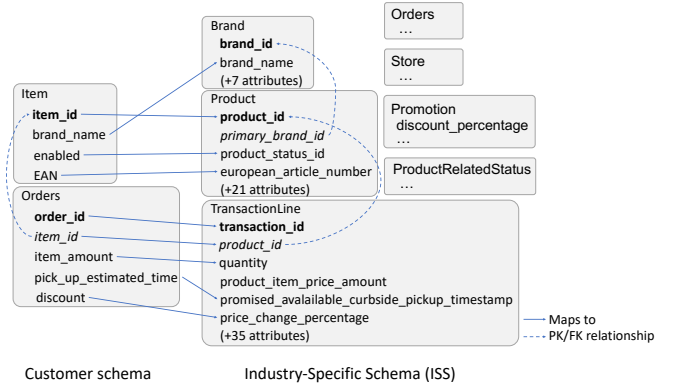 Item
item_id
brand_name
enabled
EAN
Orders
order_id
item_id
item_amount
pick_up_estimated_time
discount
Customer schema
Brand
brand_id
brand_name
(+7 attributes)
Product
product_id
primary_brand_id
product_status_id
european_article_number
(+21 attributes)
TransactionLine
transaction_id
product_id
quantity
product_item_price_amount
promised_avalailable_curbside_pickup_timestamp
price_change_percentage
(+35 attributes)
Industry-Specific Schema (ISS)
Orders
...
Store
...
Promotion
discount_percentage
...
ProductRelatedStatus
...
Maps to
PK/FK relationship